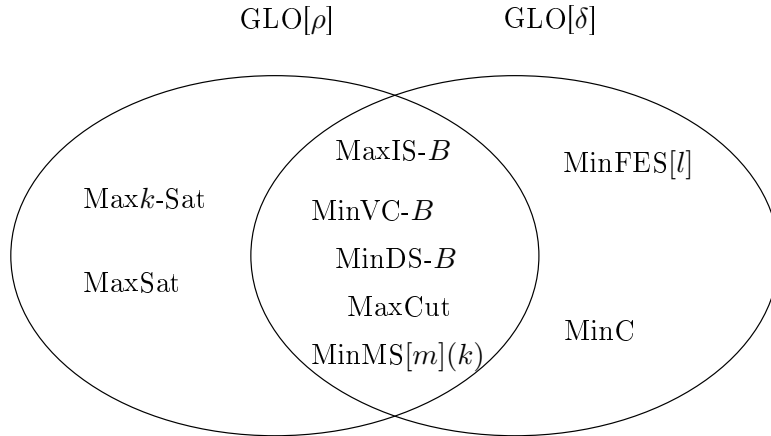 GLO[ρ] GLO[δ]
MaxIS-B
MinFES[l]
Maxk-Sat
MinVC-B
MinDS-B
MaxSat
MaxCut
MinC
MinMS[m](k)